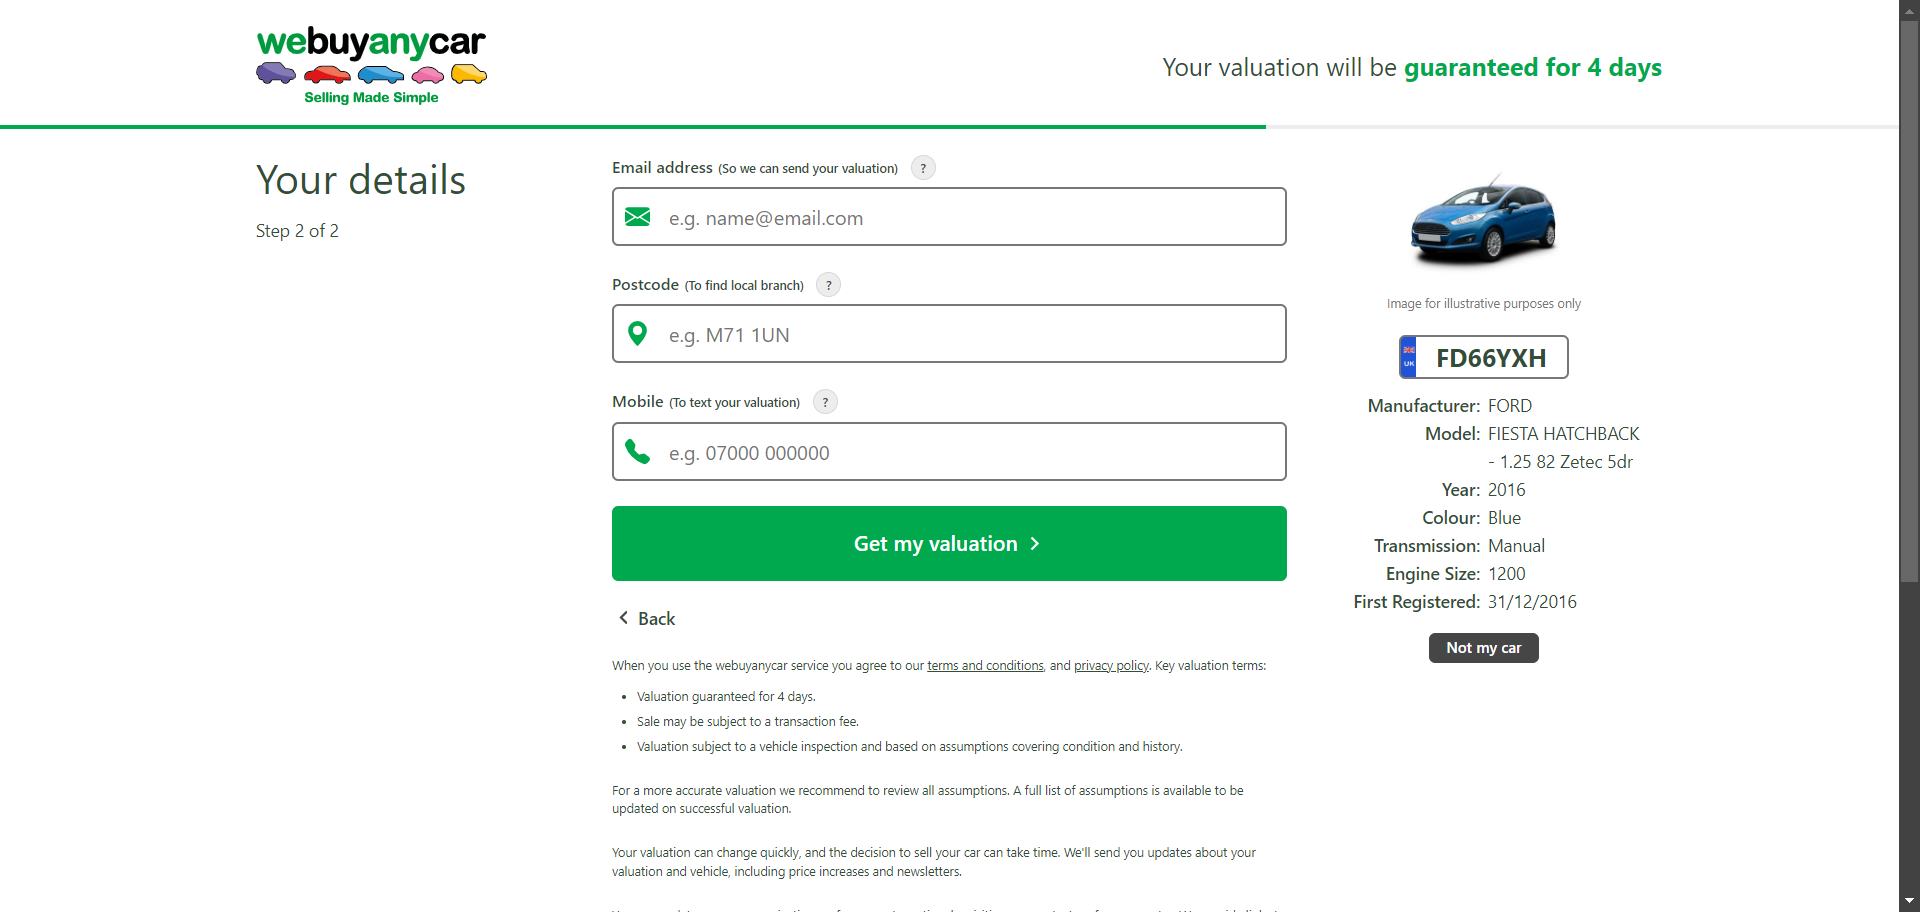 webuyanycar
Selling Made Simple
Your valuation will be guaranteed for 4 days
Your details
Step 2 of 2
Email address (So we can send your valuation) ?
e.g. name@email.com
Postcode (To find local branch) ?
e.g. M71 1UN
Mobile (To text your valuation) ?
e.g. 07000 000000
Get my valuation
Back
When you use the webuyanycar service you agree to our terms and conditions, and privacy policy. Key valuation terms:
• Valuation guaranteed for 4 days.
• Sale may be subject to a transaction fee.
• Valuation subject to a vehicle inspection and based on assumptions covering condition and history.
For a more accurate valuation we recommend to review all assumptions. A full list of assumptions is available to be
updated on successful valuation.
Your valuation can change quickly, and the decision to sell your car can take time. We'll send you updates about your
valuation and vehicle, including price increases and newsletters.
Image for illustrative purposes only
UK FD66YXH
Manufacturer: FORD
Model: FIESTA HATCHBACK
- 1.25 82 Zetec 5dr
Year: 2016
Colour: Blue
Transmission: Manual
Engine Size: 1200
First Registered: 31/12/2016
Not my car